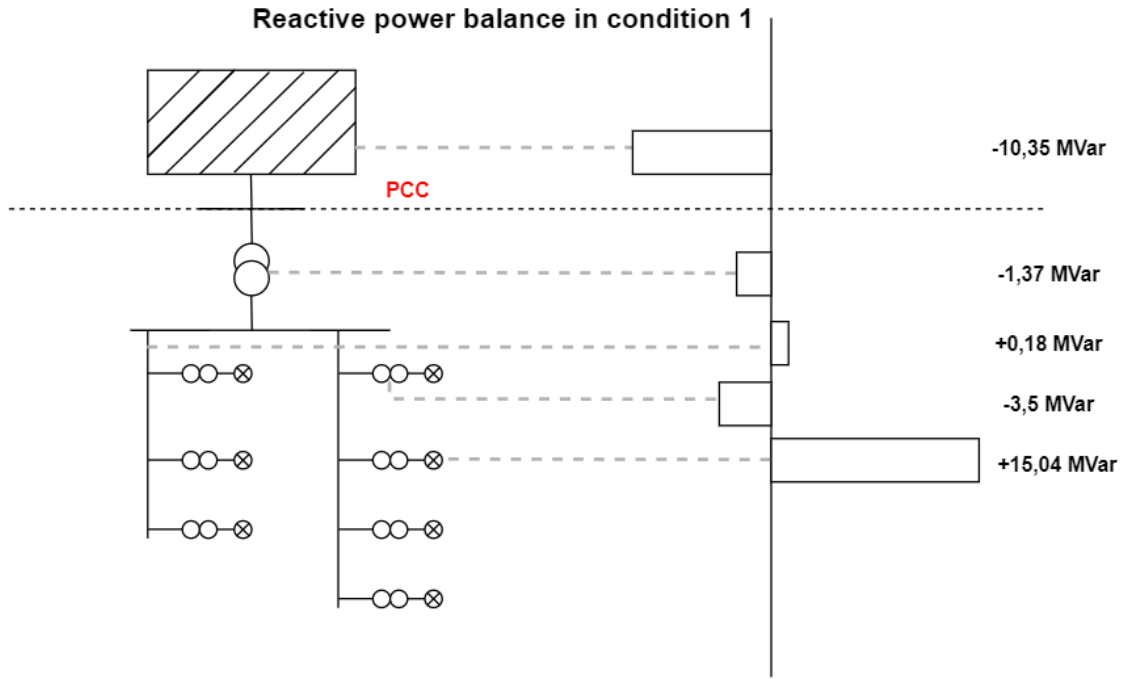 Reactive power balance in condition 1
-10,35 MVar
PCC
-1,37 MVar
+0,18 MVar
-3,5 MVar
+15,04 MVar